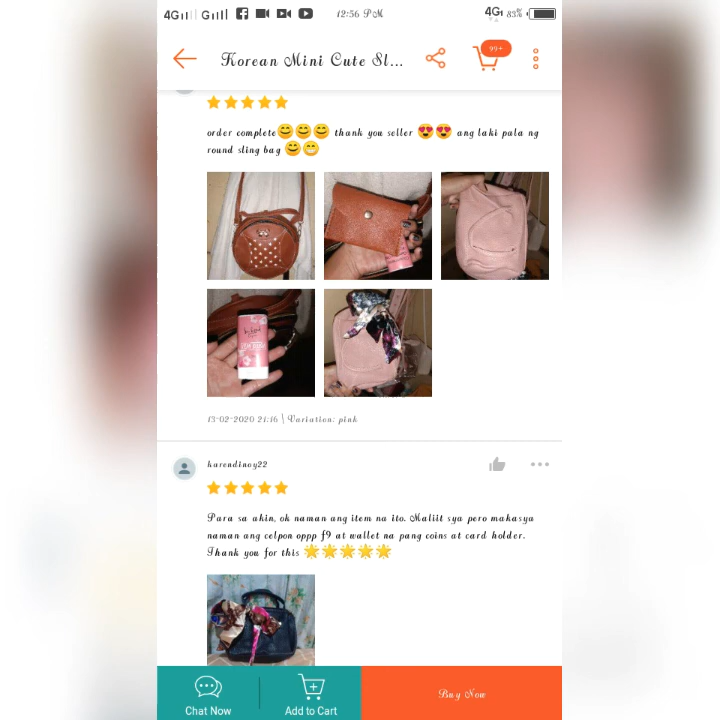 4G G 12:56 PM 4G 83%
Korean Mini Cute Sl... 99+
order complete😊😊😊 thank you seller 😍😍 ang laki pala ng
round sling bag 😊😁
13-02-2020 21:16 | Variation: pink
karendinoy22
Para sa akin, ok naman ang item na ito. Maliit sya pero makasya
naman ang celpon oppp f9 at wallet na pang coins at card holder.
Thank you for this 🌟🌟🌟🌟🌟
Chat Now
Add to Cart
Buy Now